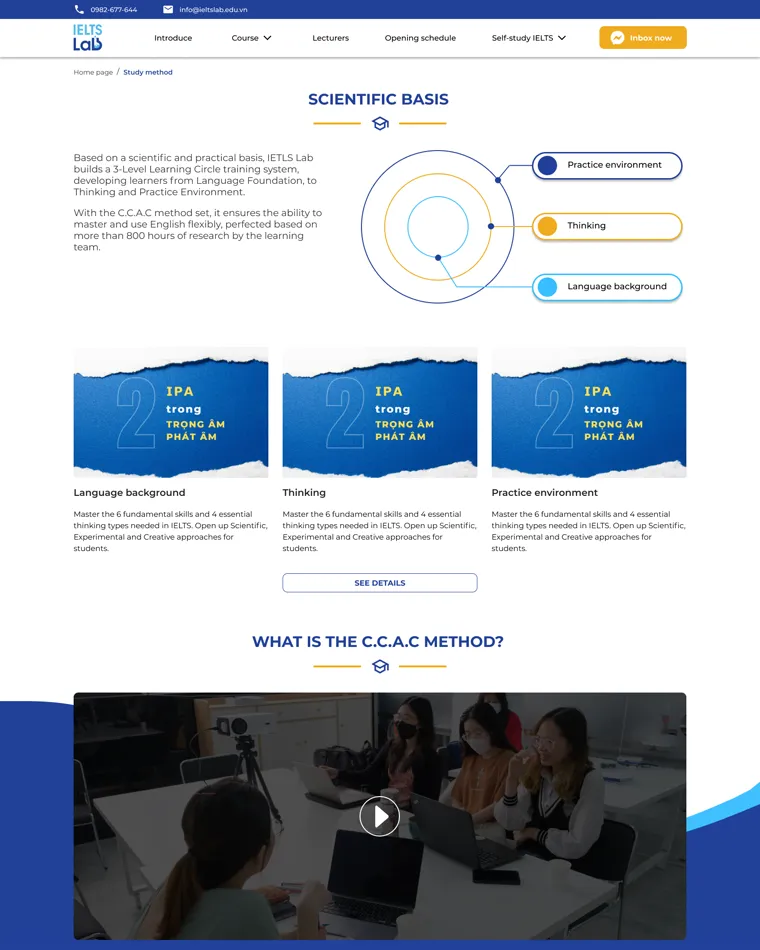 0982-677-644
info@ieltslab.edu.vn
IELTS
Lab
Introduce
Course
Lecturers
Opening schedule
Self-study IELTS
Inbox now
Home page / Study method
SCIENTIFIC BASIS
Based on a scientific and practical basis, IETLS Lab
builds a 3-Level Learning Circle training system,
developing learners from Language Foundation, to
Thinking and Practice Environment.
With the C.C.A.C method set, it ensures the ability to
master and use English flexibly, perfected based on
more than 800 hours of research by the learning
team.
Practice environment
Thinking
Language background
2
IPA
trong
TRỌNG ÂM
PHÁT ÂM
2
IPA
trong
TRỌNG ÂM
PHÁT ÂM
2
IPA
trong
TRỌNG ÂM
PHÁT ÂM
Language background
Master the 6 fundamental skills and 4 essential
thinking types needed in IELTS. Open up Scientific,
Experimental and Creative approaches for
students.
Thinking
Master the 6 fundamental skills and 4 essential
thinking types needed in IELTS. Open up Scientific,
Experimental and Creative approaches for
students.
Practice environment
Master the 6 fundamental skills and 4 essential
thinking types needed in IELTS. Open up Scientific,
Experimental and Creative approaches for
students.
SEE DETAILS
WHAT IS THE C.C.A.C METHOD?